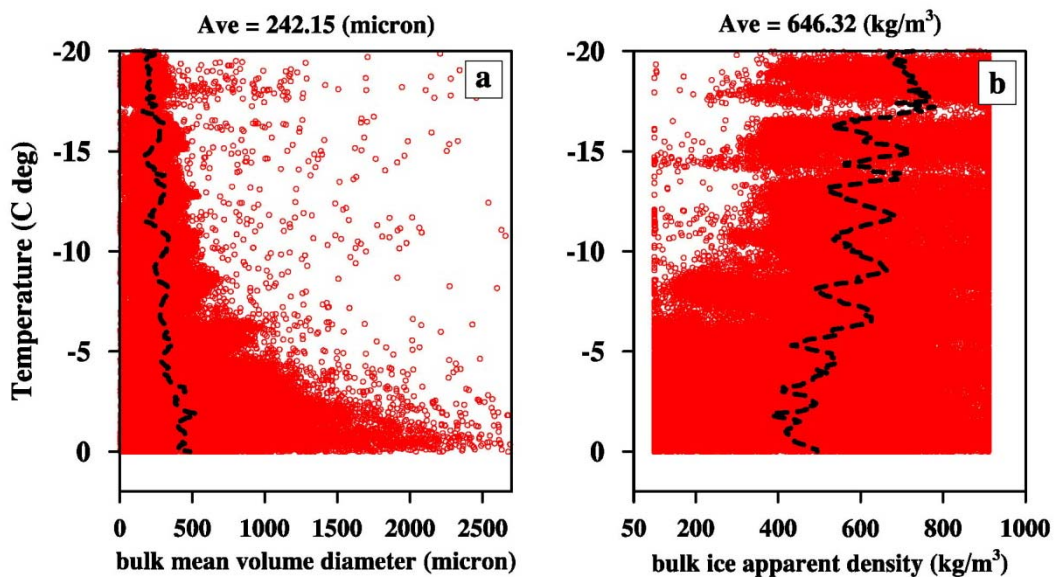 Ave = 242.15 (micron)
Ave = 646.32 (kg/m³)
a
b
Temperature (C deg)
-20
-15
-10
-5
0
-20
-15
-10
-5
0
0 500 1000 1500 2000 2500
50 200 400 600 800 1000
bulk mean volume diameter (micron)
bulk ice apparent density (kg/m³)